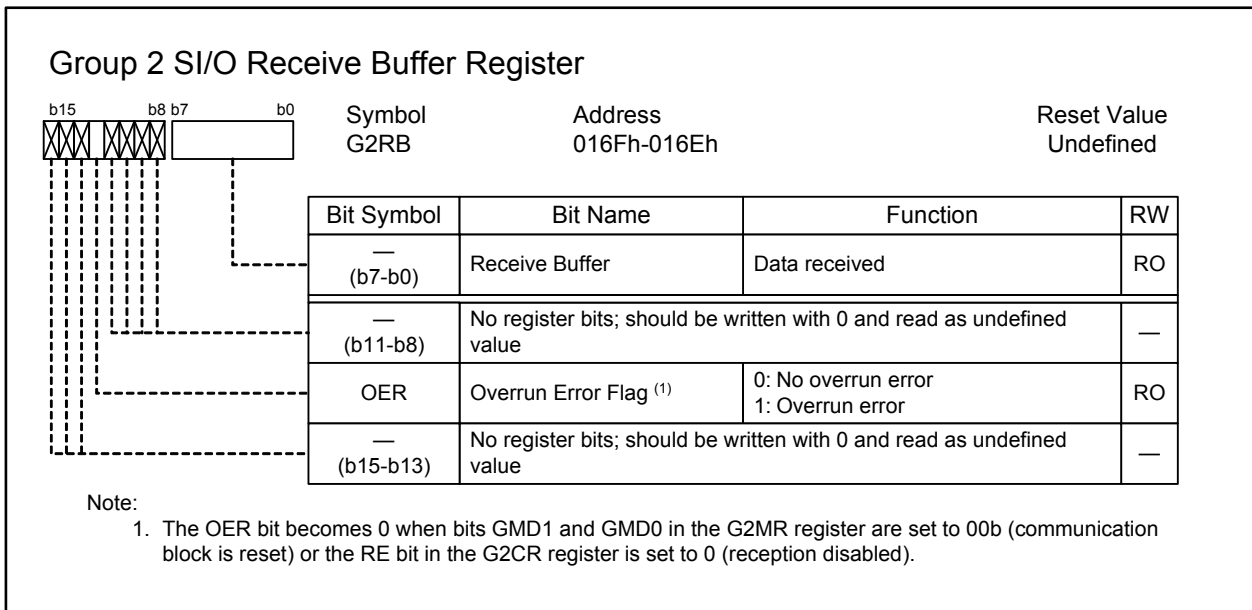 Group 2 SI/O Receive Buffer Register
b15 b8 b7 b0
Symbol Address Reset Value
G2RB 016Fh-016Eh Undefined
Bit Symbol Bit Name Function RW
—
(b7-b0) Receive Buffer Data received RO
—
(b11-b8) No register bits; should be written with 0 and read as undefined
value —
OER Overrun Error Flag (1) 0: No overrun error
1: Overrun error RO
—
(b15-b13) No register bits; should be written with 0 and read as undefined
value —
Note:
1. The OER bit becomes 0 when bits GMD1 and GMD0 in the G2MR register are set to 00b (communication
block is reset) or the RE bit in the G2CR register is set to 0 (reception disabled).